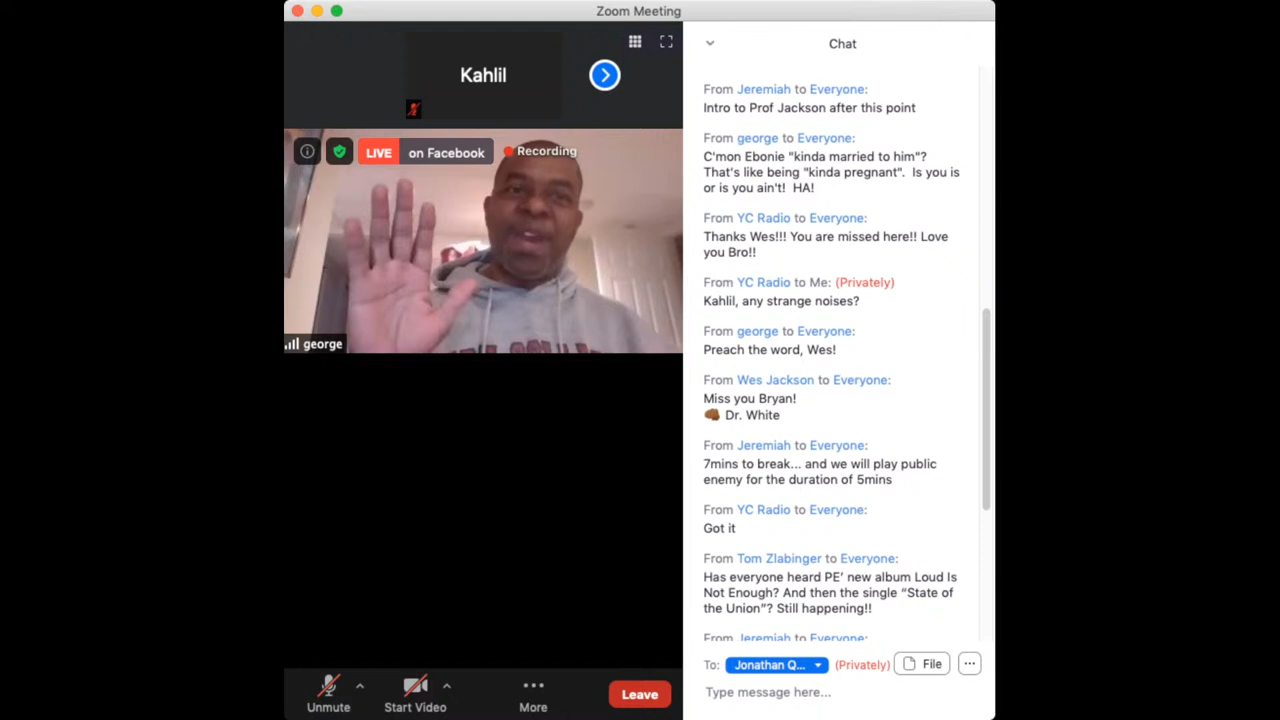 Zoom Meeting
Kahlil
LIVE on Facebook
Recording
george
Unmute
Start Video
More
Leave
Chat
From Jeremiah to Everyone:
Intro to Prof Jackson after this point
From george to Everyone:
C'mon Ebonie "kinda married to him"?
That's like being "kinda pregnant".  Is you is
or is you ain't!  HA!
From YC Radio to Everyone:
Thanks Wes!!! You are missed here!! Love
you Bro!!
From YC Radio to Me: (Privately)
Kahlil, any strange noises?
From george to Everyone:
Preach the word, Wes!
From Wes Jackson to Everyone:
Miss you Bryan!
👊🏾 Dr. White
From Jeremiah to Everyone:
7mins to break... and we will play public
enemy for the duration of 5mins
From YC Radio to Everyone:
Got it
From Tom Zlabinger to Everyone:
Has everyone heard PE’ new album Loud Is
Not Enough? And then the single “State of
the Union”? Still happening!!
From Jeremiah to Everyone:
To: Jonathan Q... (Privately) File
Type message here...